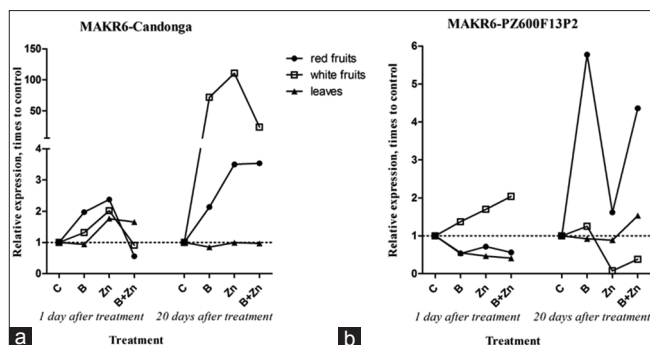 MAKR6-Candonga
Relative expression, times to control
150
100
50
4
3
2
1
0
C
B
Zn
B+Zn
C
B
Zn
B+Zn
1 day after treatment
20 days after treatment
Treatment
a
red fruits
white fruits
leaves
MAKR6-PZ600F13P2
Relative expression, times to control
6
5
4
3
2
1
0
C
B
Zn
B+Zn
C
B
Zn
B+Zn
1 day after treatment
20 days after treatment
Treatment
b